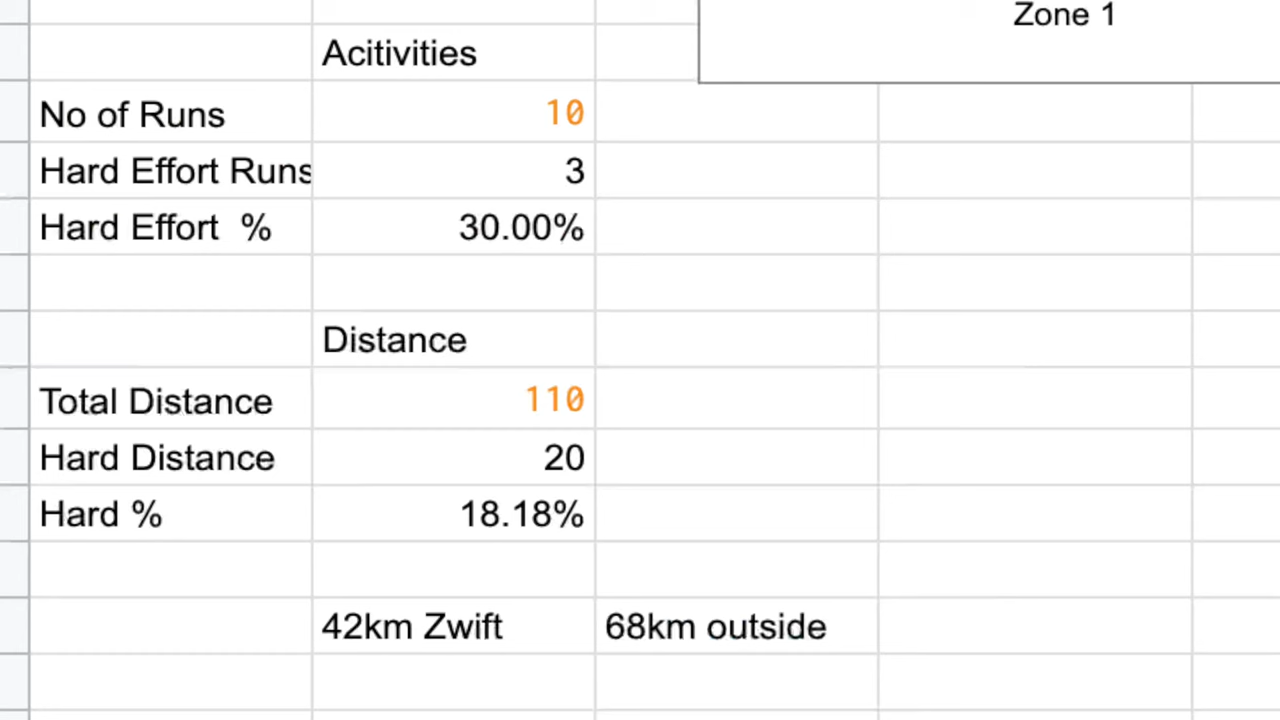 Zone 1
Acitivities
No of Runs 10
Hard Effort Runs 3
Hard Effort % 30.00%
Distance
Total Distance 110
Hard Distance 20
Hard % 18.18%
42km Zwift 68km outside